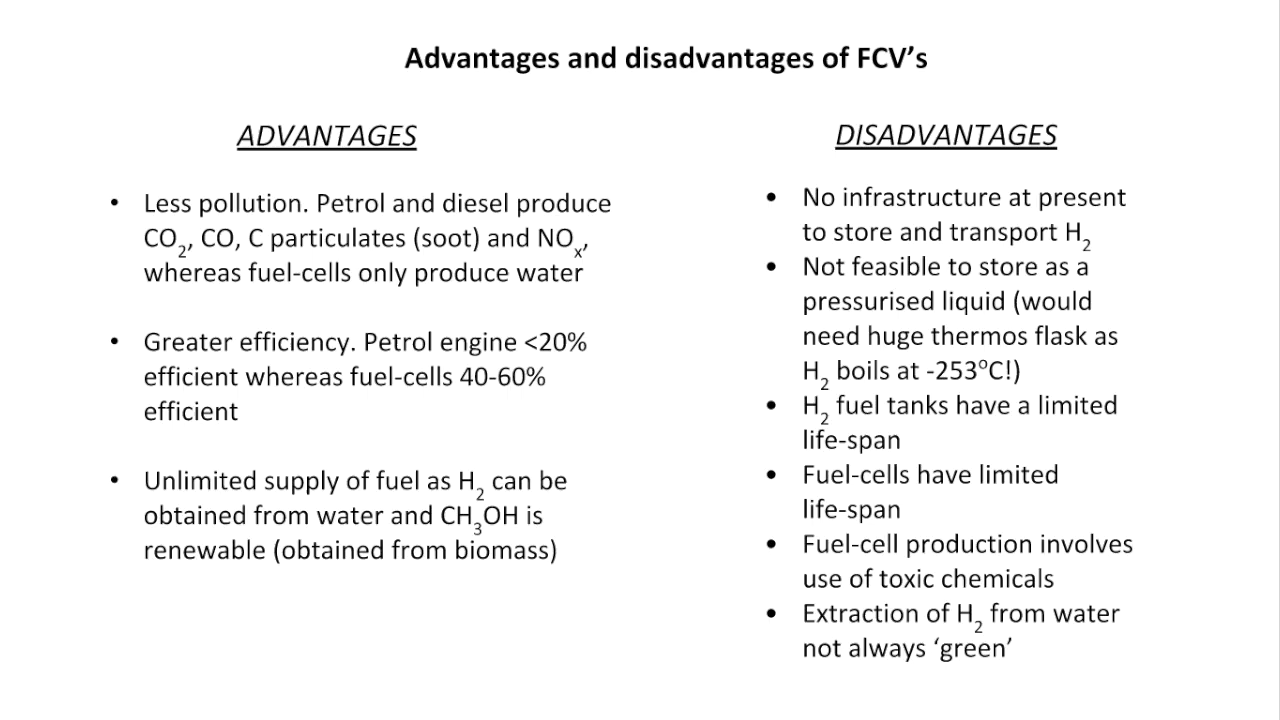 Advantages and disadvantages of FCV's
ADVANTAGES
• Less pollution. Petrol and diesel produce
CO₂, CO, C particulates (soot) and NOₓ,
whereas fuel-cells only produce water
• Greater efficiency. Petrol engine <20%
efficient whereas fuel-cells 40-60%
efficient
• Unlimited supply of fuel as H₂ can be
obtained from water and CH₃OH is
renewable (obtained from biomass)
DISADVANTAGES
• No infrastructure at present
to store and transport H₂
• Not feasible to store as a
pressurised liquid (would
need huge thermos flask as
H₂ boils at -253ºC!)
• H₂ fuel tanks have a limited
life-span
• Fuel-cells have limited
life-span
• Fuel-cell production involves
use of toxic chemicals
• Extraction of H₂ from water
not always ‘green’